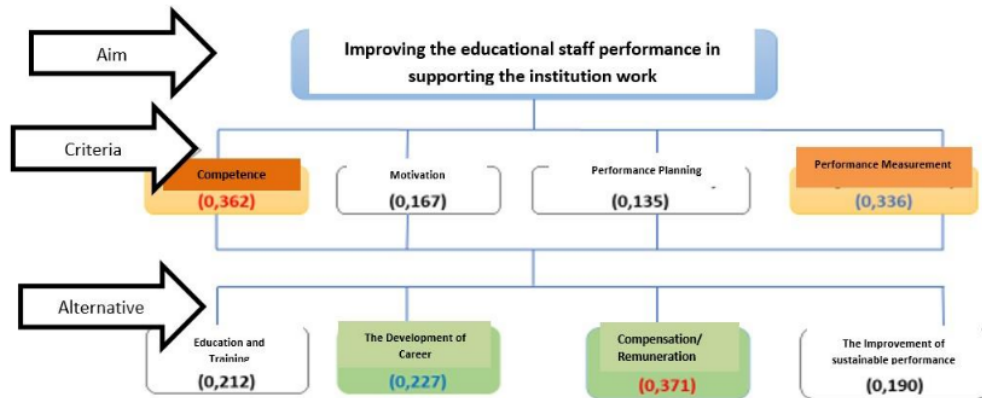 Aim
Improving the educational staff performance in
supporting the institution work
Criteria
Competence
(0,362)
Motivation
(0,167)
Performance Planning
(0,135)
Performance Measurement
(0,336)
Alternative
Education and
Training
(0,212)
The Development of
Career
(0,227)
Compensation/
Remuneration
(0,371)
The Improvement of
sustainable performance
(0,190)